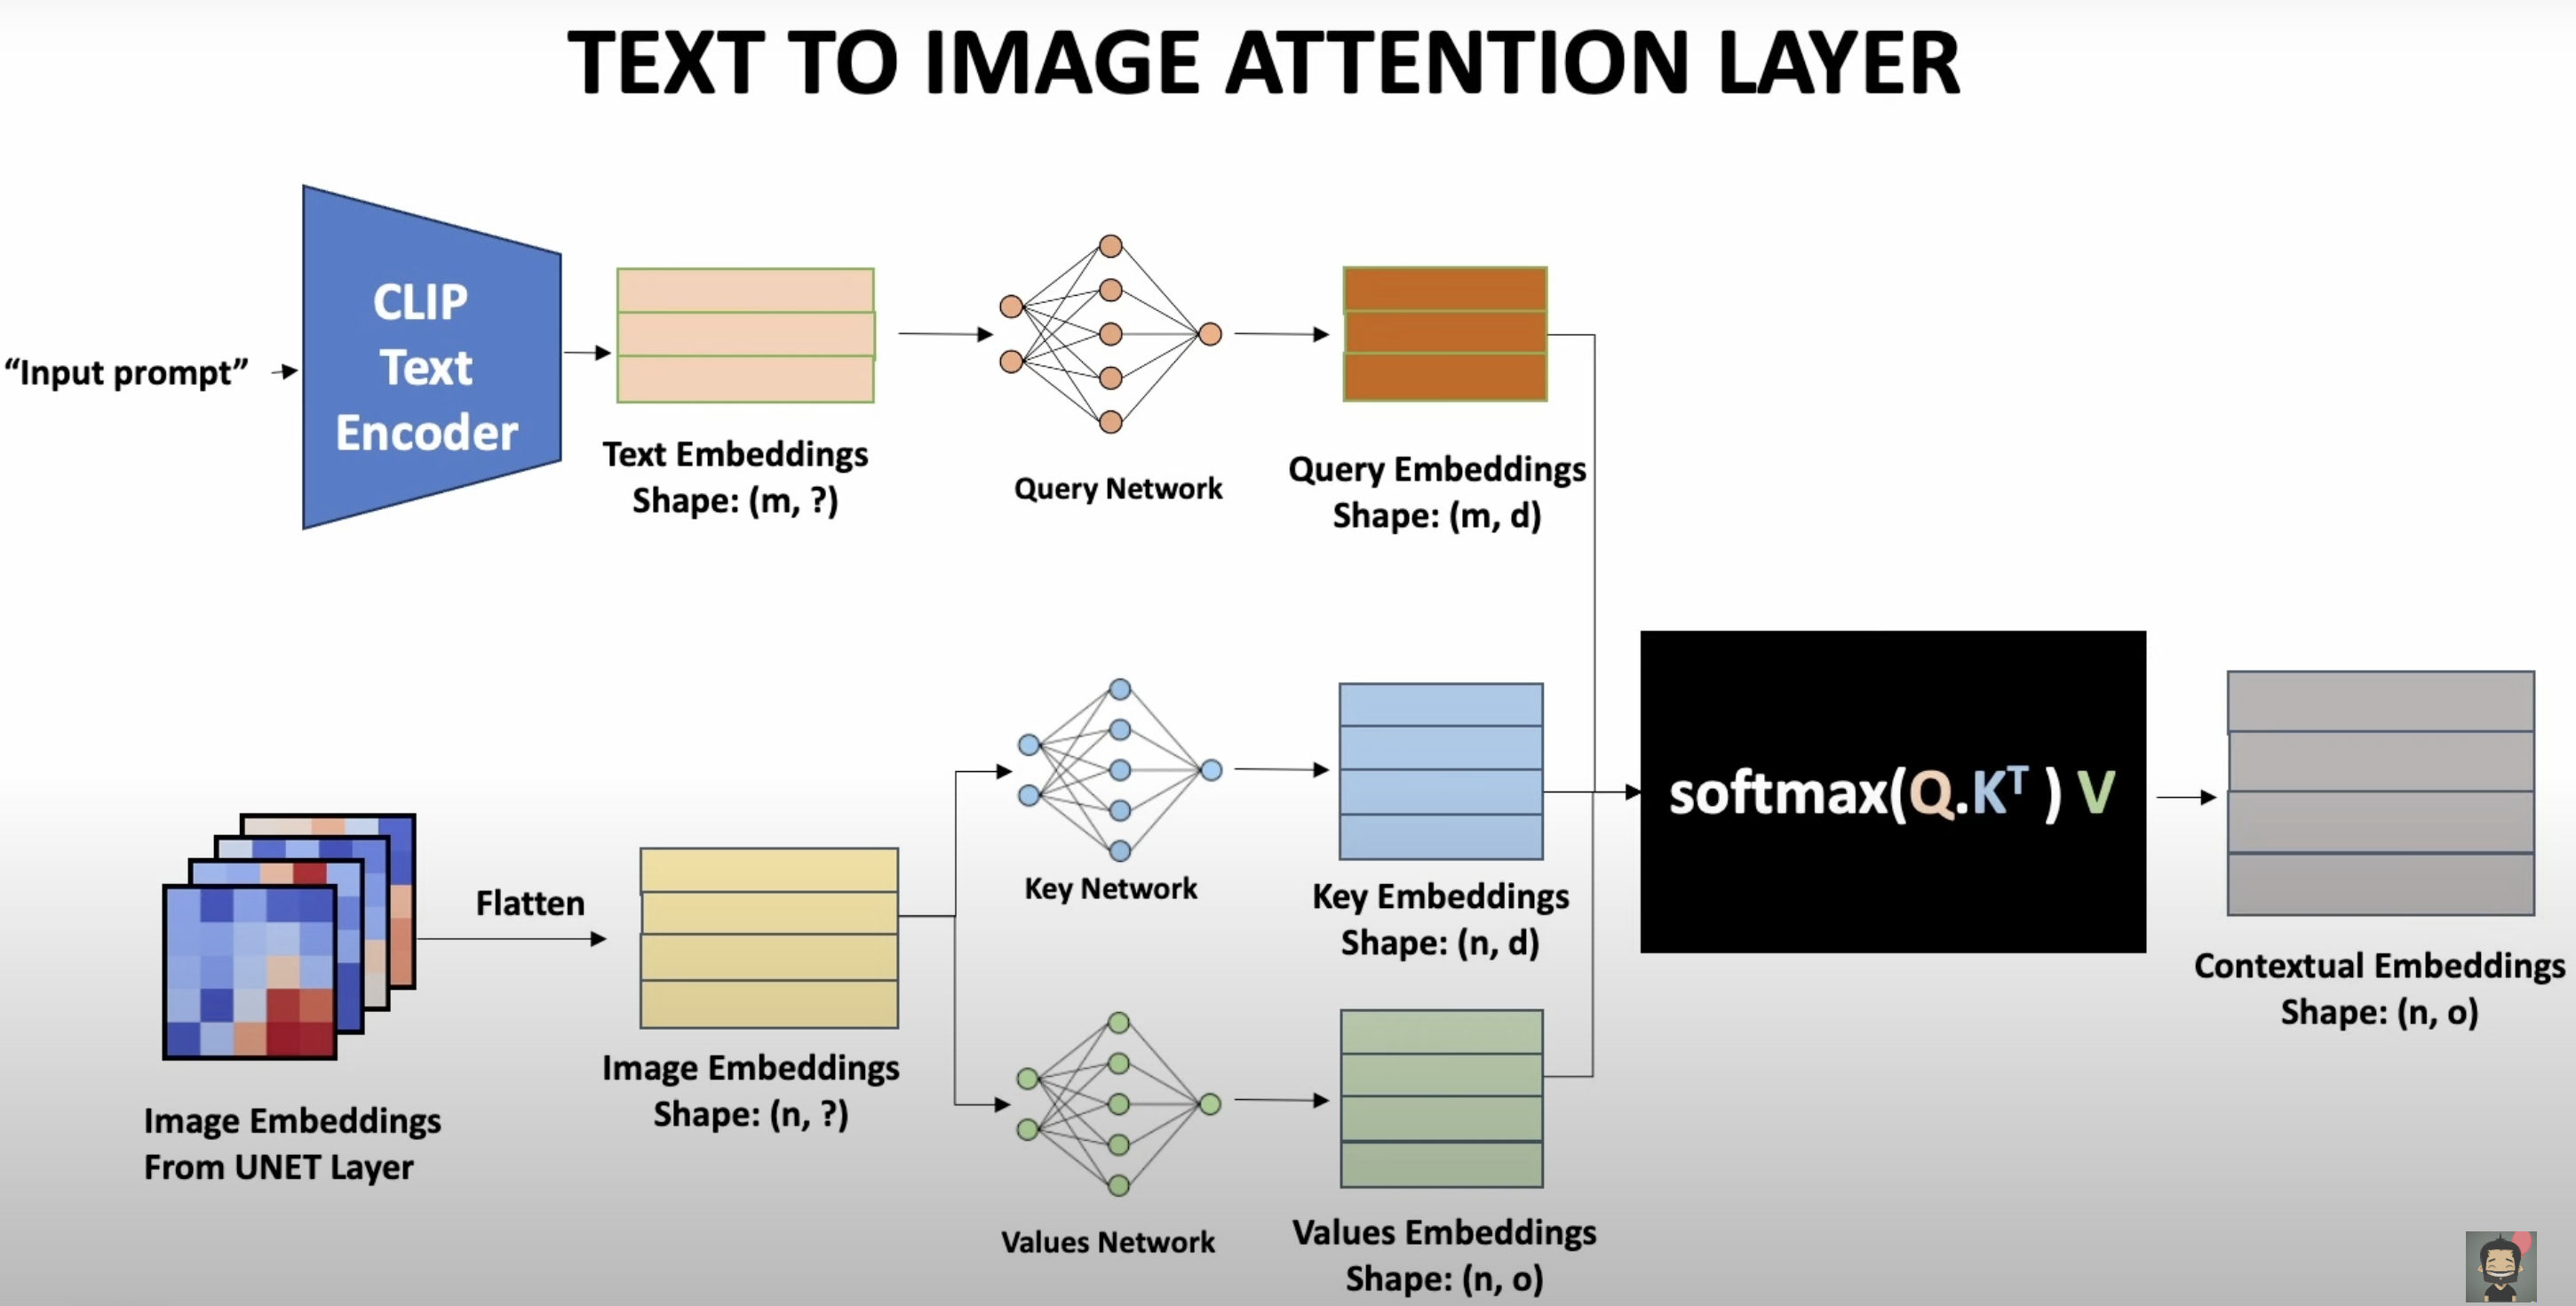 TEXT TO IMAGE ATTENTION LAYER
“Input prompt”
CLIP
Text
Encoder
Text Embeddings
Shape: (m, ?)
Query Network
Query Embeddings
Shape: (m, d)
Image Embeddings
From UNET Layer
Flatten
Image Embeddings
Shape: (n, ?)
Key Network
Key Embeddings
Shape: (n, d)
Values Network
Values Embeddings
Shape: (n, o)
softmax(Q.Kᵀ ) V
Contextual Embeddings
Shape: (n, o)